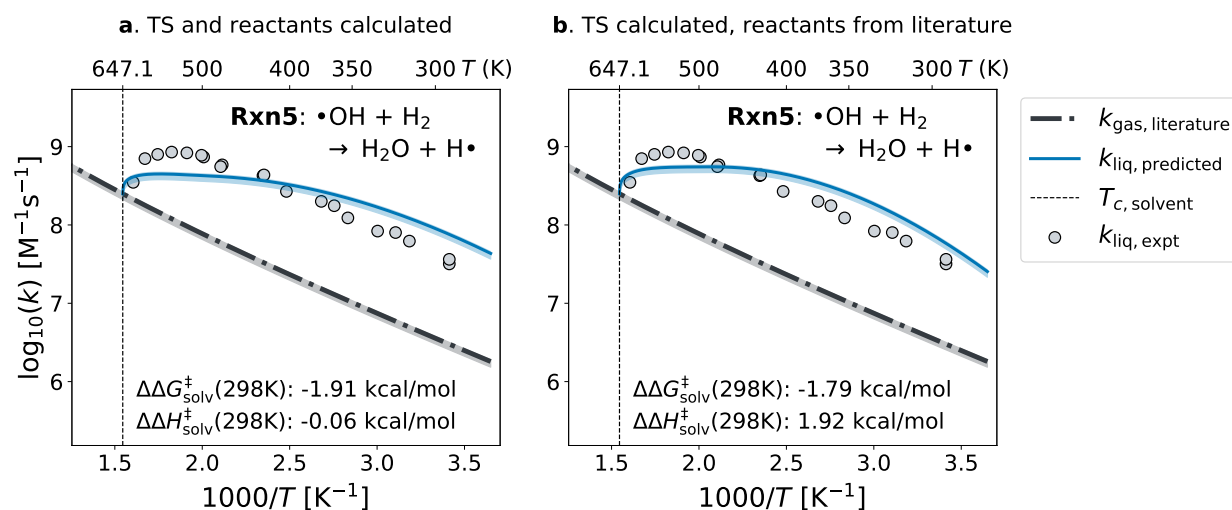 a. TS and reactants calculated
647.1 500 400 350 300 T (K)
Rxn5: •OH + H₂
→ H₂O + H•
9
8
7
6
log₁₀(k) [M⁻¹s⁻¹]
ΔΔG‡solv(298K): -1.91 kcal/mol
ΔΔH‡solv(298K): -0.06 kcal/mol
1.5 2.0 2.5 3.0 3.5
1000/T [K⁻¹]
b. TS calculated, reactants from literature
647.1 500 400 350 300 T (K)
Rxn5: •OH + H₂
→ H₂O + H•
9
8
7
6
ΔΔG‡solv(298K): -1.79 kcal/mol
ΔΔH‡solv(298K): 1.92 kcal/mol
1.5 2.0 2.5 3.0 3.5
1000/T [K⁻¹]
kgas, literature
kliq, predicted
Tc, solvent
kliq, expt